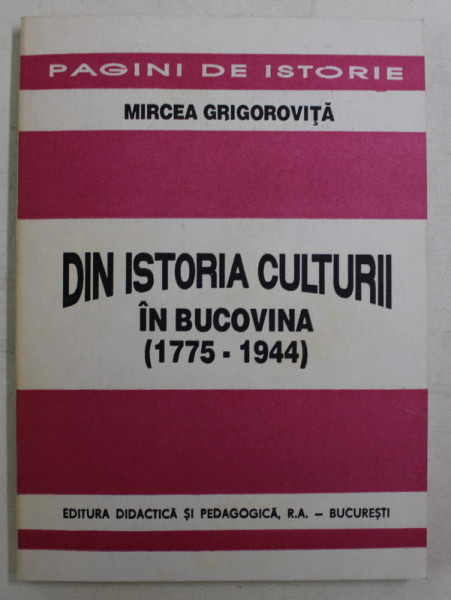 PAGINI DE ISTORIE
MIRCEA GRIGOROVIȚĂ
DIN ISTORIA CULTURII
ÎN BUCOVINA
(1775 - 1944)
EDITURA DIDACTICĂ ȘI PEDAGOGICĂ, R.A. – BUCUREȘTI